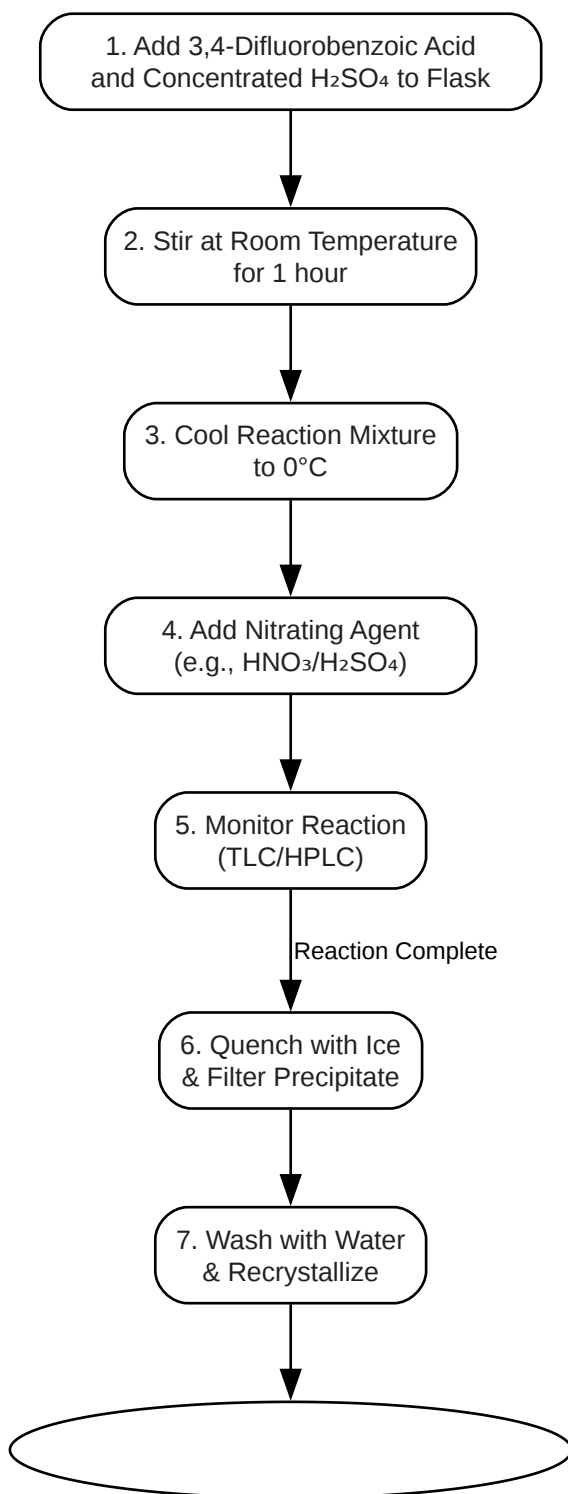 1. Add 3,4-Difluorobenzoic Acid
and Concentrated H₂SO₄ to Flask
2. Stir at Room Temperature
for 1 hour
3. Cool Reaction Mixture
to 0°C
4. Add Nitrating Agent
(e.g., HNO₃/H₂SO₄)
5. Monitor Reaction
(TLC/HPLC)
Reaction Complete
6. Quench with Ice
& Filter Precipitate
7. Wash with Water
& Recrystallize